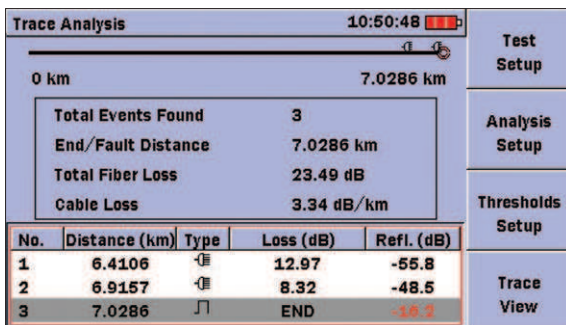 Trace Analysis 10:50:48
0 km 7.0286 km
Total Events Found 3
End/Fault Distance 7.0286 km
Total Fiber Loss 23.49 dB
Cable Loss 3.34 dB/km
No. Distance (km) Type Loss (dB) Refl. (dB)
1 6.4106 12.97 -55.8
2 6.9157 8.32 -48.5
3 7.0286 END -16.2
Test
Setup
Analysis
Setup
Thresholds
Setup
Trace
View